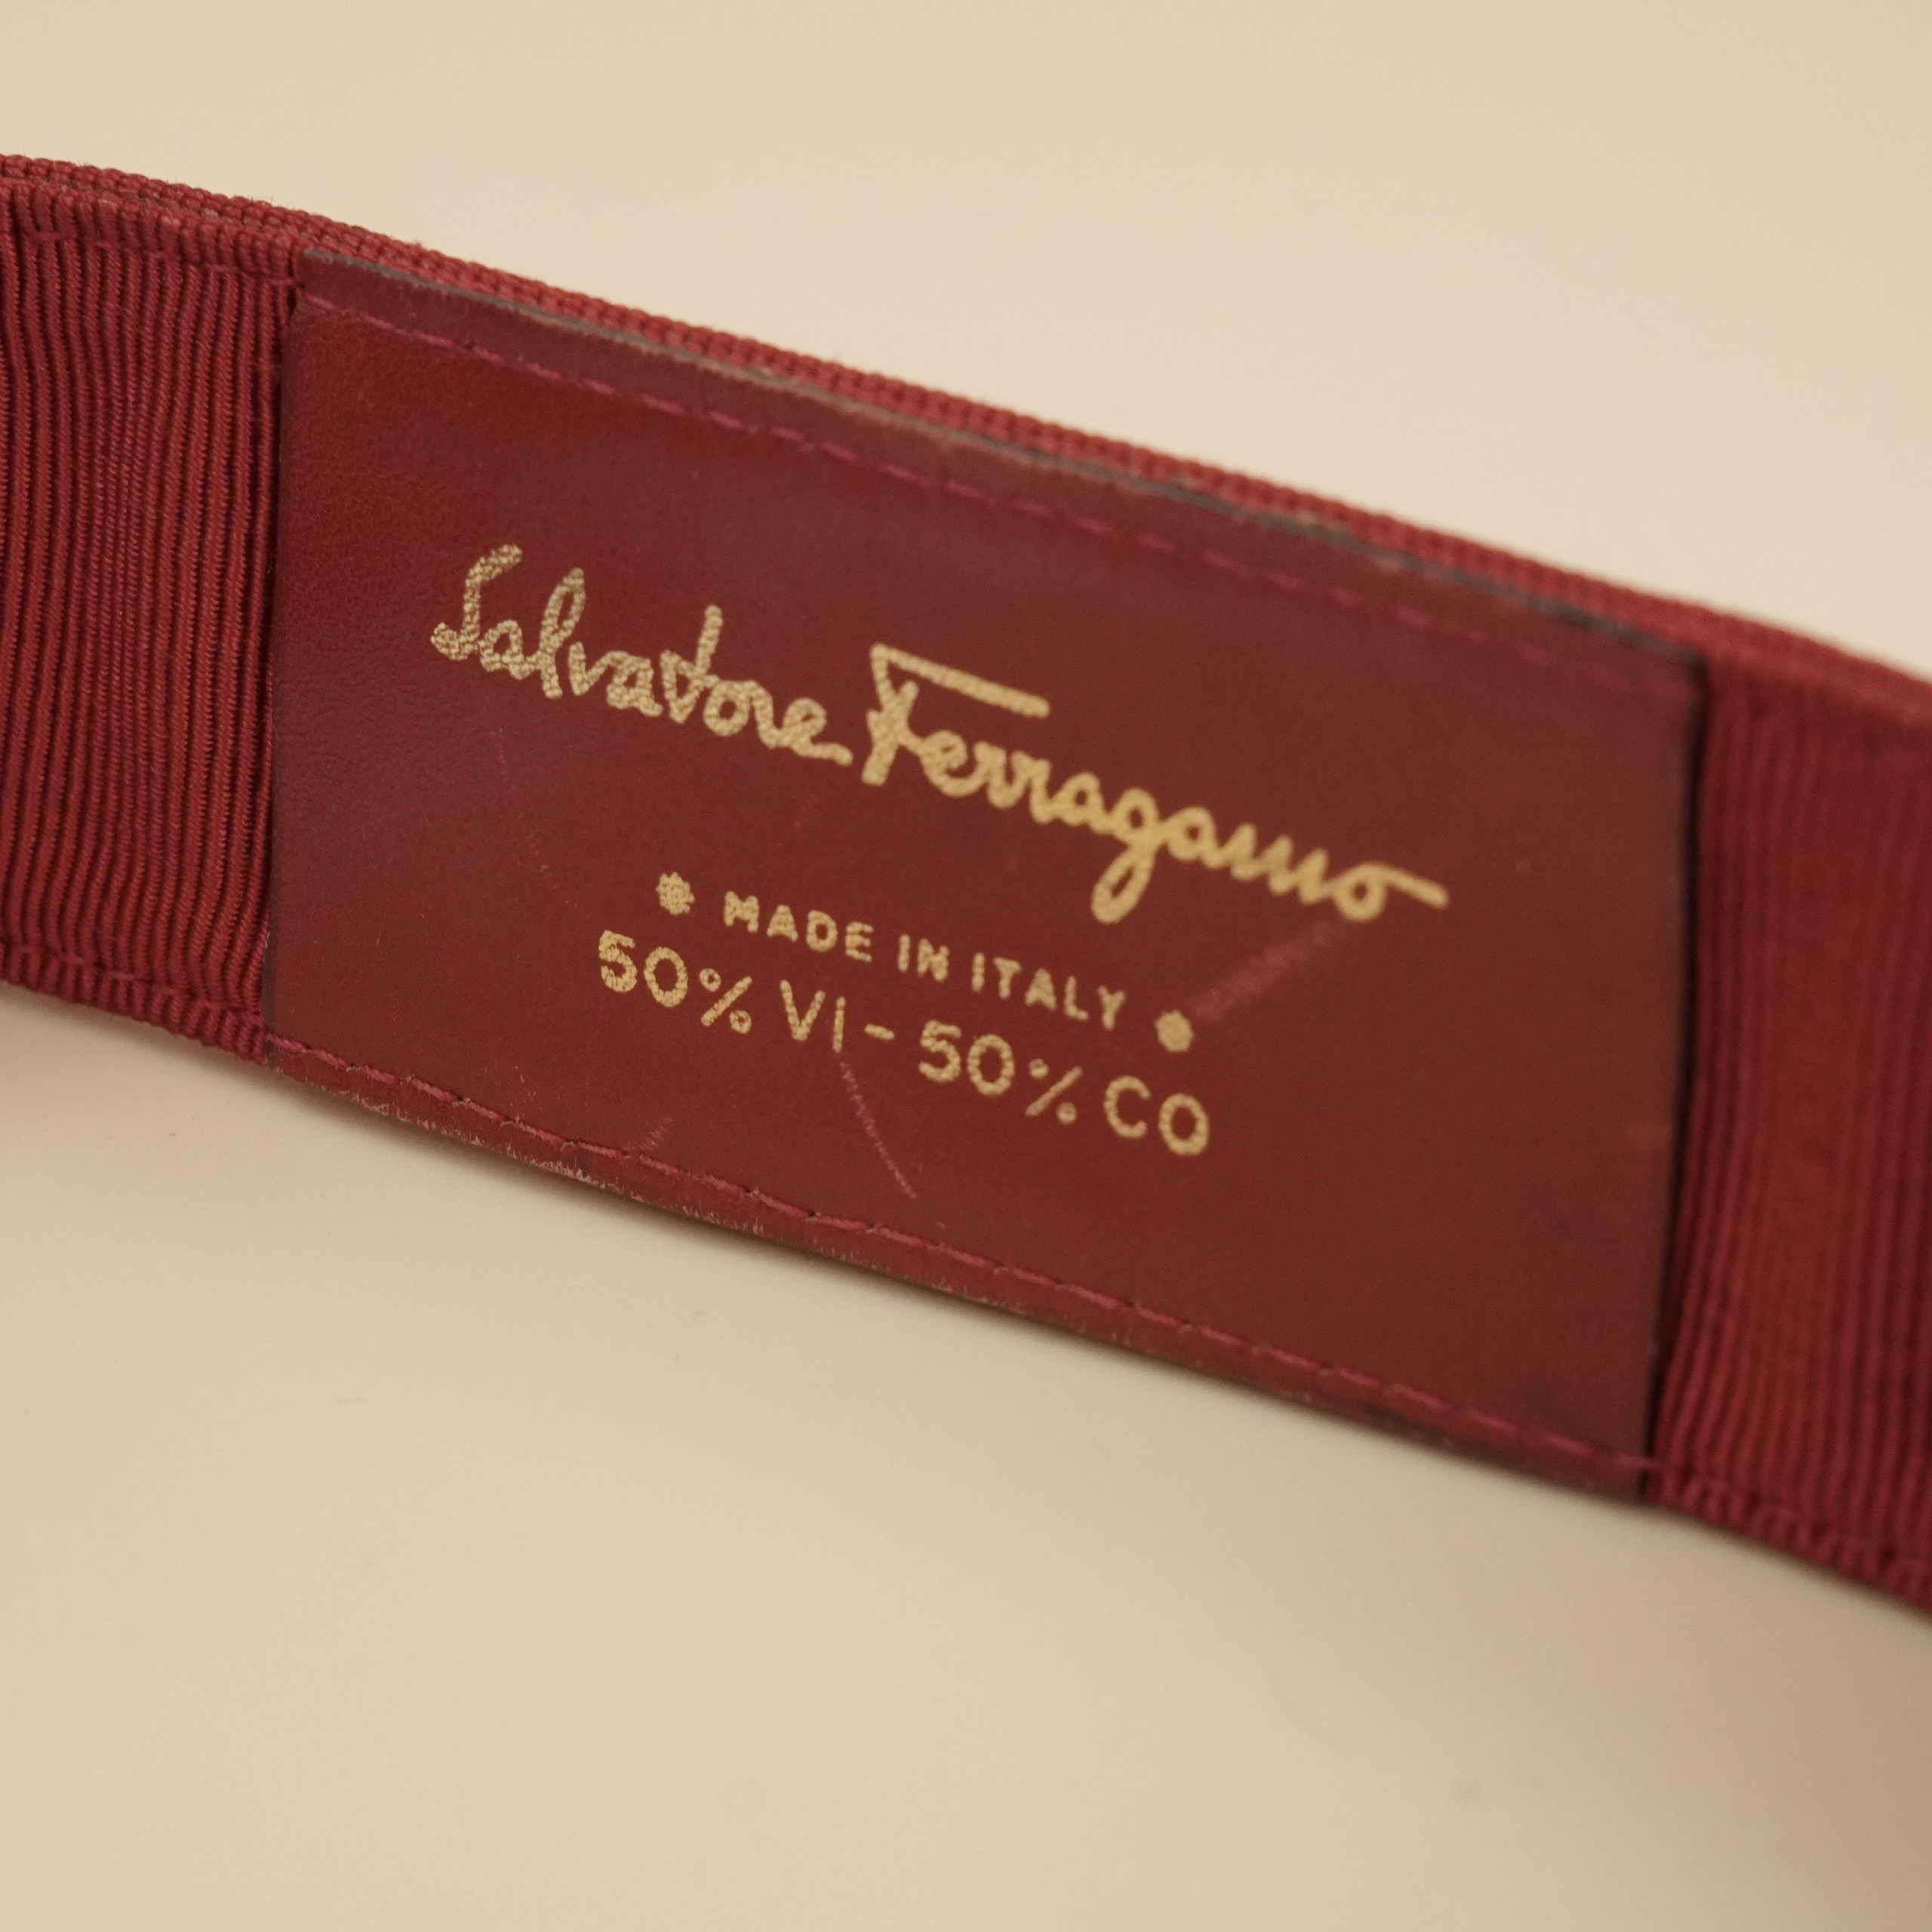 Salvatore Ferragamo
MADE IN ITALY
50% VI - 50% CO